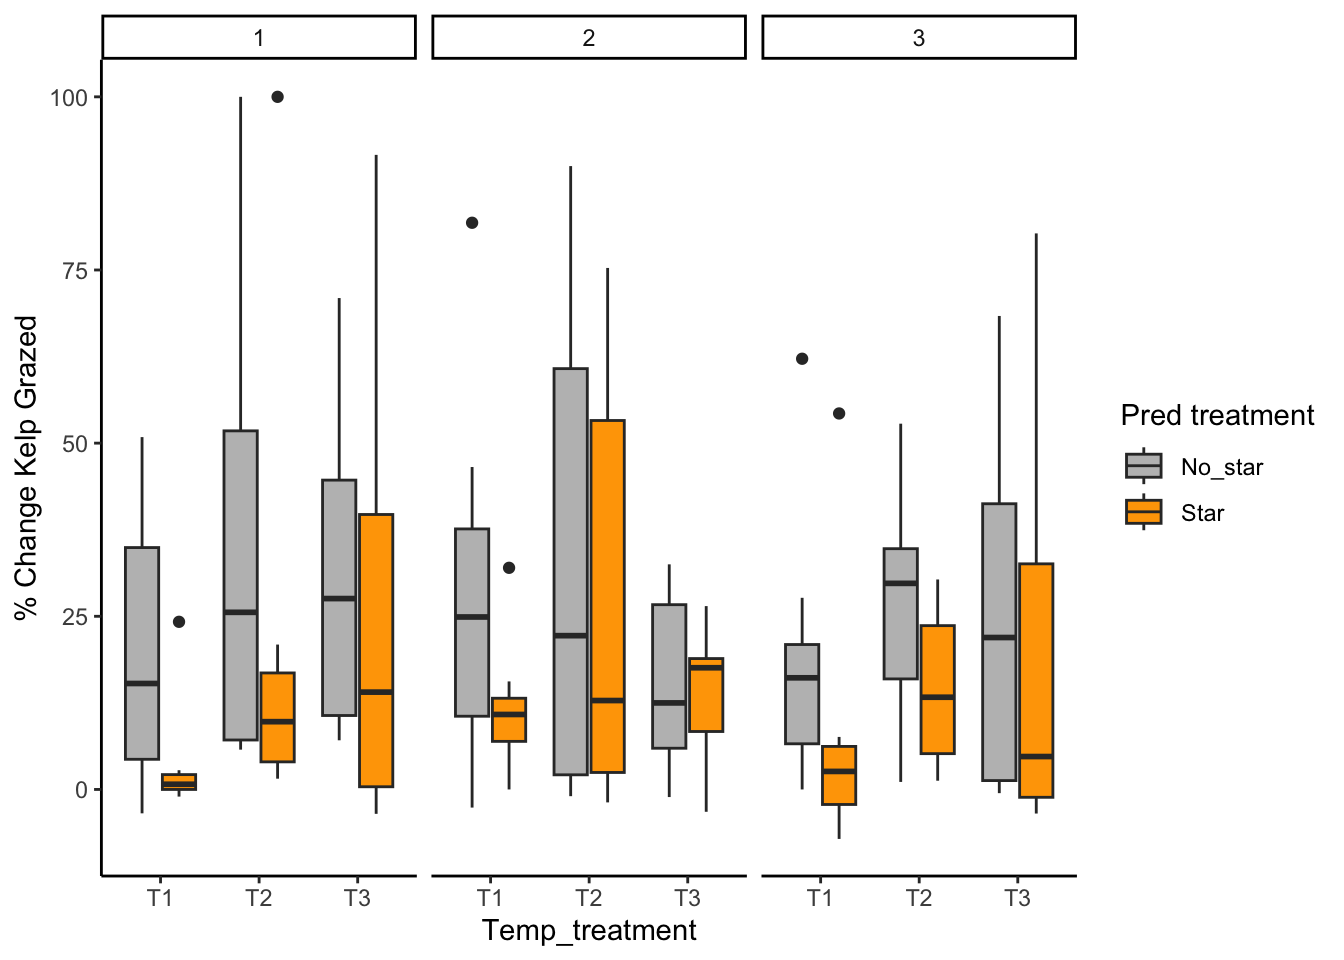 1 2 3
100
75
50
25
0
% Change Kelp Grazed
T1 T2 T3 T1 T2 T3 T1 T2 T3
Temp_treatment
Pred treatment
No_star
Star